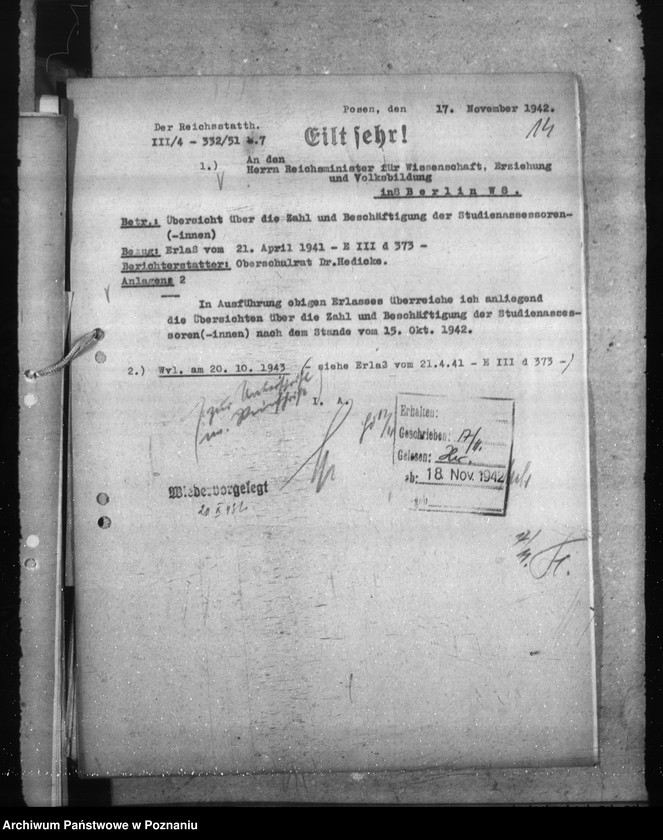 Posen, den 17. November 1942.
14
Der Reichsstatth.
III/4 - 332/51 .7
Eilt sehr!
1.) An den
Herrn Reichsminister für Wissenschaft, Erziehung
und Volksbildung
in Berlin W 8.
Betr.: Übersicht über die Zahl und Beschäftigung der Studienassessoren-
(-innen)
Bezug: Erlaß vom 21. April 1941 - E III d 373 -
Berichterstatter: Oberschulrat Dr.Hedicke.
Anlagen: 2
In Ausführung obigen Erlasses überreiche ich anliegend
die Übersichten über die Zahl und Beschäftigung der Studienasses-
soren(-innen) nach dem Stande vom 15. Okt. 1942.
2.) Wvl. am 20. 10. 1943 (- siehe Erlaß vom 21.4.41 - E III d 373 -)
zur Unterschrift
I. A.
Erhalten:
Geschrieben: 17/11.
Gelesen:
ab: 18. Nov. 1942
Wiedervorgelegt
Archiwum Państwowe w Poznaniu